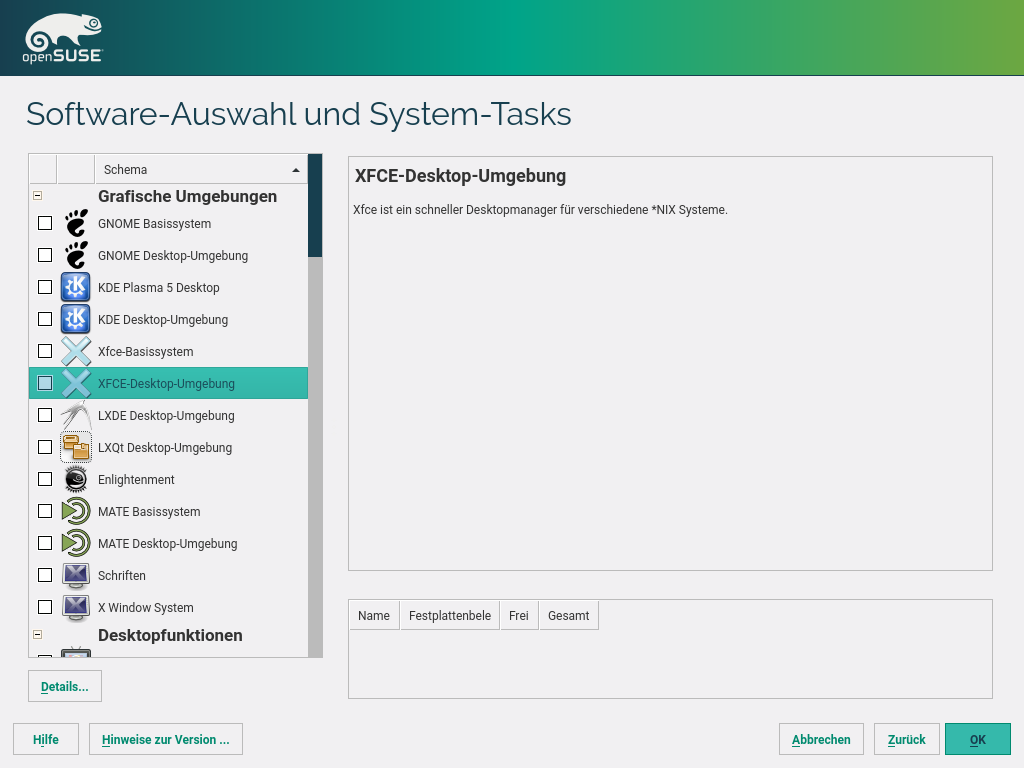 openSUSE
Software-Auswahl und System-Tasks
Schema
Grafische Umgebungen
GNOME Basissystem
GNOME Desktop-Umgebung
KDE Plasma 5 Desktop
KDE Desktop-Umgebung
Xfce-Basissystem
XFCE-Desktop-Umgebung
LXDE Desktop-Umgebung
LXQt Desktop-Umgebung
Enlightenment
MATE Basissystem
MATE Desktop-Umgebung
Schriften
X Window System
Desktopfunktionen
Details...
XFCE-Desktop-Umgebung
Xfce ist ein schneller Desktopmanager für verschiedene *NIX Systeme.
Name Festplattenbele Frei Gesamt
Hilfe Hinweise zur Version ... Abbrechen Zurück OK